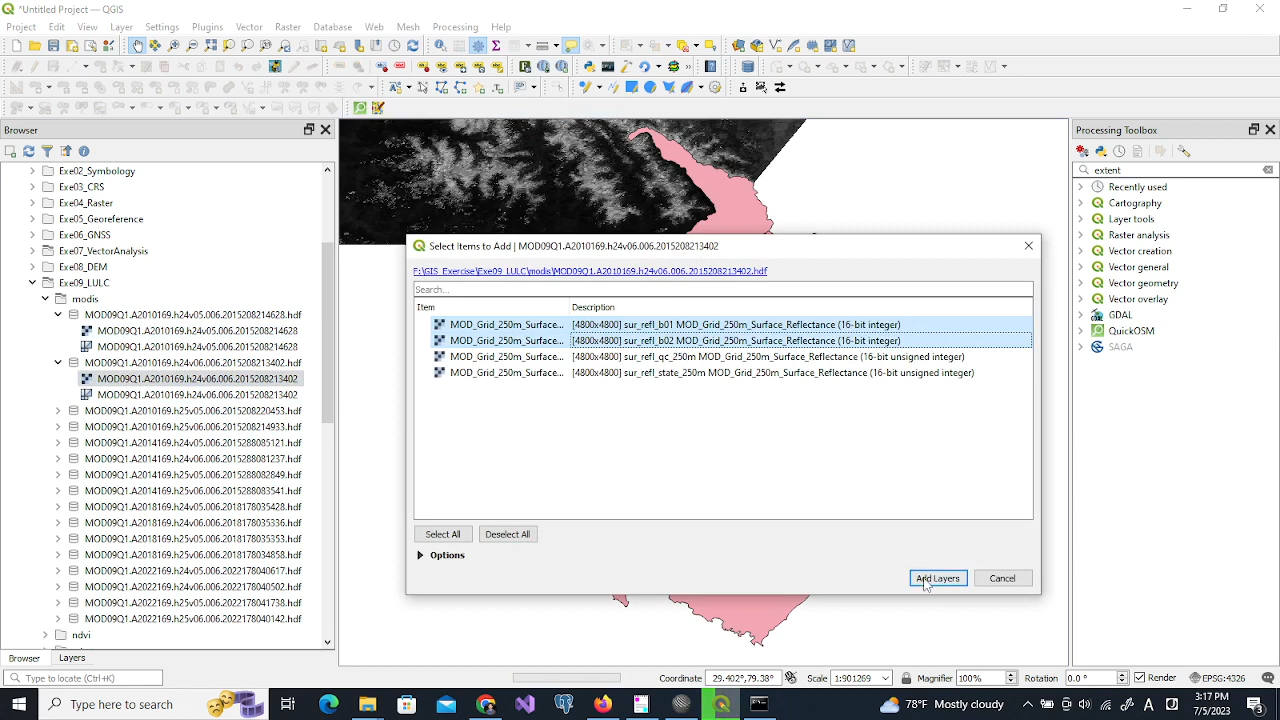 *Untitled Project — QGIS
Project Edit View Layer Settings Plugins Vector Raster Database Web Mesh Processing Help
Browser
Exe02_Symbology
Exe03_CRS
Exe04_Raster
Exe05_Georeference
Exe06_GNSS
Exe07_VectorAnalysis
Exe08_DEM
Exe09_LULC
modis
MOD09Q1.A2010169.h24v05.006.2015208214628.hdf
MOD09Q1.A2010169.h24v05.006.2015208214628
MOD09Q1.A2010169.h24v05.006.2015208214628
MOD09Q1.A2010169.h24v06.006.2015208213402.hdf
MOD09Q1.A2010169.h24v06.006.2015208213402
MOD09Q1.A2010169.h24v06.006.2015208213402
MOD09Q1.A2010169.h25v05.006.2015208220453.hdf
MOD09Q1.A2010169.h25v06.006.2015208214933.hdf
MOD09Q1.A2014169.h24v05.006.2015288085121.hdf
MOD09Q1.A2014169.h24v06.006.2015288081237.hdf
MOD09Q1.A2014169.h25v05.006.2015288082849.hdf
MOD09Q1.A2014169.h25v06.006.2015288083541.hdf
MOD09Q1.A2018169.h24v05.006.2018178035428.hdf
MOD09Q1.A2018169.h24v06.006.2018178035336.hdf
MOD09Q1.A2018169.h25v05.006.2018178035353.hdf
MOD09Q1.A2018169.h25v06.006.2018178034858.hdf
MOD09Q1.A2022169.h24v05.006.2022178040617.hdf
MOD09Q1.A2022169.h24v06.006.2022178040502.hdf
MOD09Q1.A2022169.h25v05.006.2022178041738.hdf
MOD09Q1.A2022169.h25v06.006.2022178040142.hdf
ndvi
Browser Layers
Select Items to Add | MOD09Q1.A2010169.h24v06.006.2015208213402
F:\GIS_Exercise\Exe09_LULC\modis\MOD09Q1.A2010169.h24v06.006.2015208213402.hdf
Search...
Item Description
MOD_Grid_250m_Surface... [4800x4800] sur_refl_b01 MOD_Grid_250m_Surface_Reflectance (16-bit integer)
MOD_Grid_250m_Surface... [4800x4800] sur_refl_b02 MOD_Grid_250m_Surface_Reflectance (16-bit integer)
MOD_Grid_250m_Surface... [4800x4800] sur_refl_qc_250m MOD_Grid_250m_Surface_Reflectance (16-bit unsigned integer)
MOD_Grid_250m_Surface... [4800x4800] sur_refl_state_250m MOD_Grid_250m_Surface_Reflectance (16-bit unsigned integer)
Select All Deselect All
Options
Add Layers Cancel
Processing Toolbox
extent
Recently used
Cartography
Layer tools
Raster analysis
Vector creation
Vector general
Vector geometry
Vector overlay
GDAL
QuickOSM
SAGA
Type to locate (Ctrl+K) Coordinate 29.402°,79.38° Scale 1:901269 Magnifier 100% Rotation 0.0 ° Render EPSG:4326
Type here to search
78°F Mostly cloudy
3:17 PM
7/5/2023
3